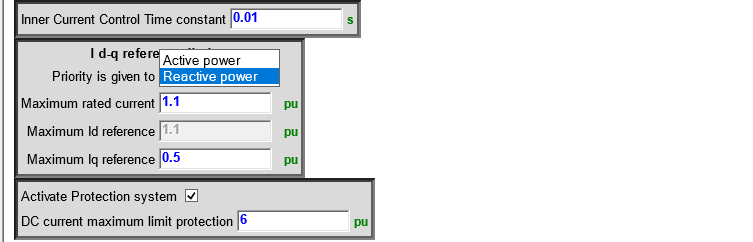 Inner Current Control Time constant 0.01 s
I d-q refere
Active power
Priority is given to Reactive power
Maximum rated current 1.1 pu
Maximum Id reference 1.1 pu
Maximum Iq reference 0.5 pu
Activate Protection system
DC current maximum limit protection 6 pu